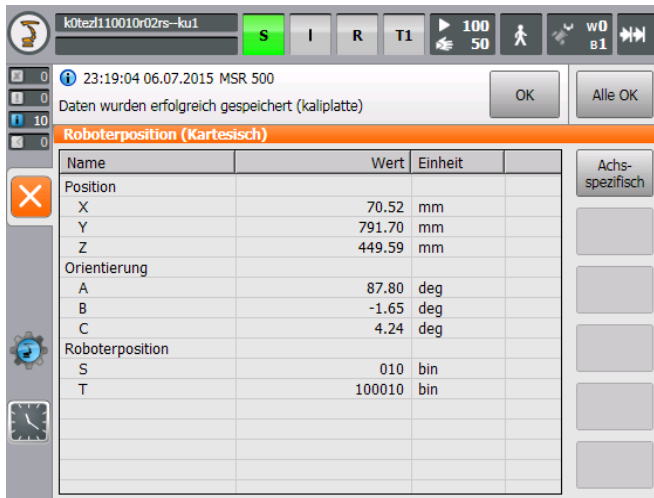 k0tezl110010r02rs--ku1
S I R T1 100 50 W0 B1
0
0
10
0
23:19:04 06.07.2015 MSR 500
Daten wurden erfolgreich gespeichert (kaliplatte)
OK
Alle OK
Roboterposition (Kartesisch)
Name Wert Einheit
Position
X 70.52 mm
Y 791.70 mm
Z 449.59 mm
Orientierung
A 87.80 deg
B -1.65 deg
C 4.24 deg
Roboterposition
S 010 bin
T 100010 bin
Achs-
spezifisch